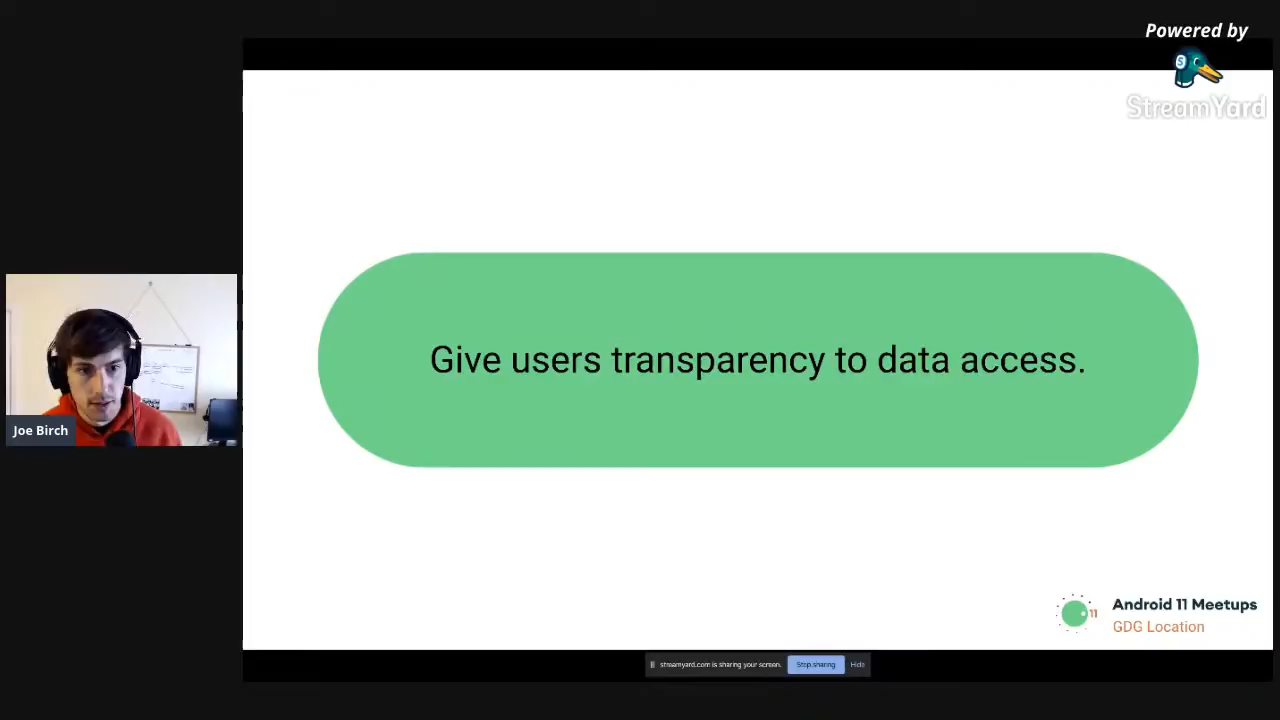 Powered by
StreamYard
Give users transparency to data access.
Joe Birch
Android 11 Meetups
11
GDG Location
streamyard.com is sharing your screen.
Stop sharing
Hide